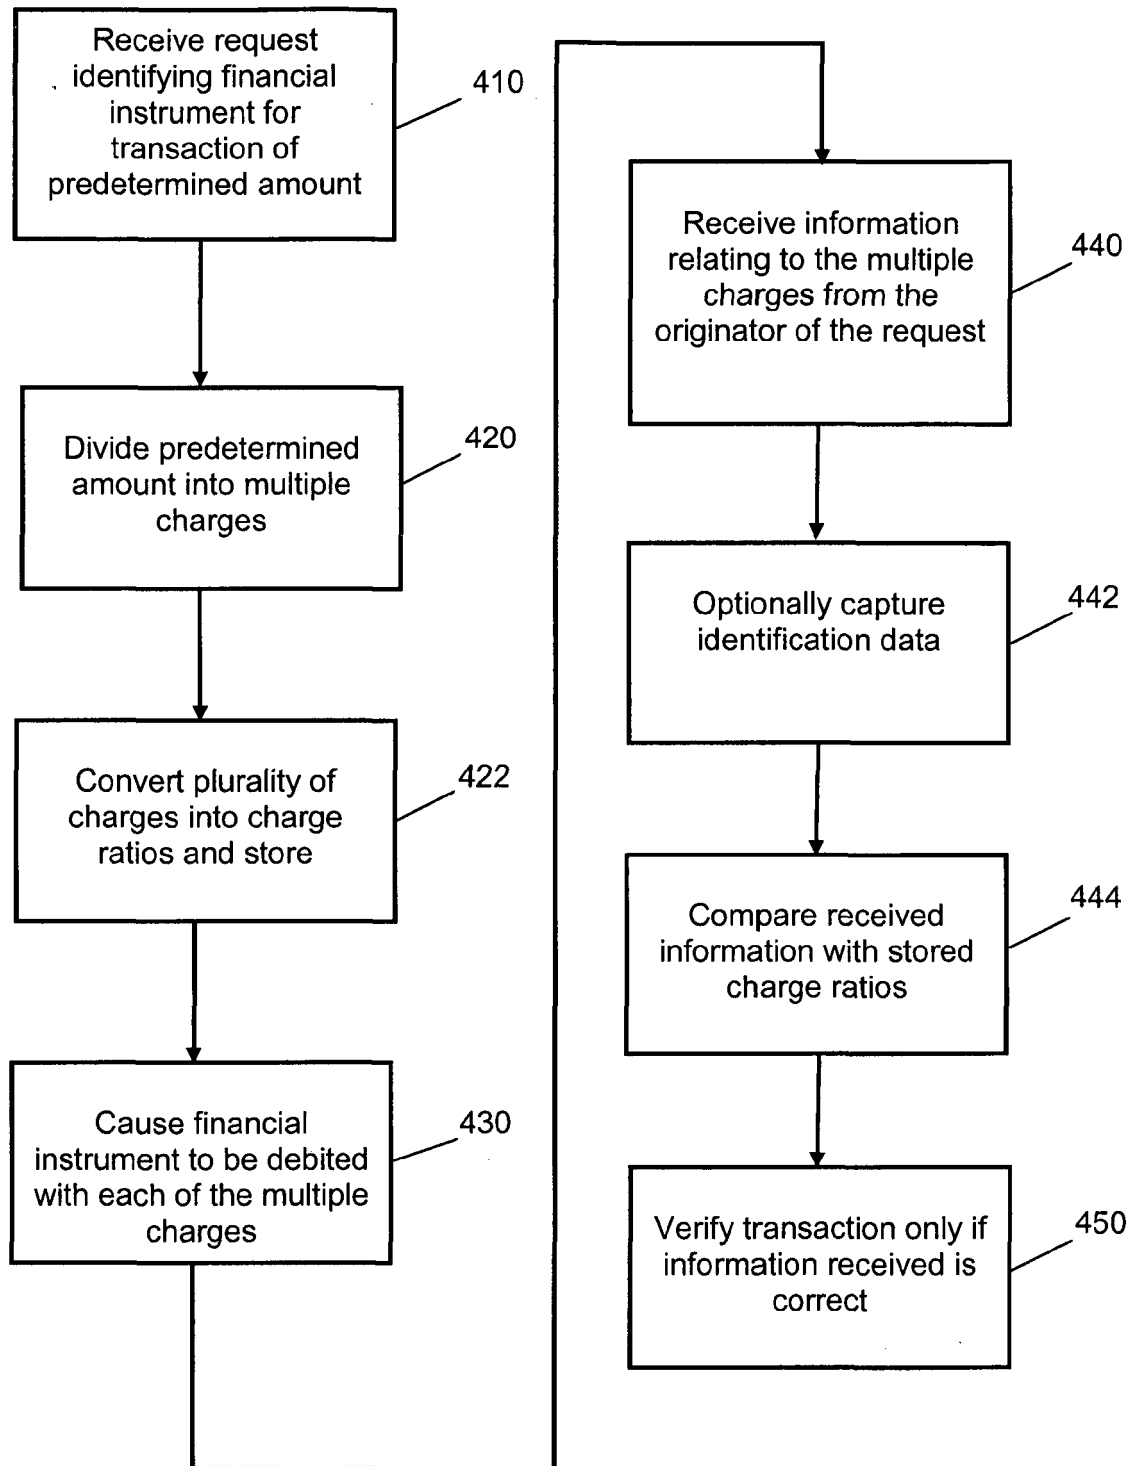 Receive request
identifying financial
instrument for
transaction of
predetermined amount
410
Divide predetermined
amount into multiple
charges
420
Convert plurality of
charges into charge
ratios and store
422
Cause financial
instrument to be debited
with each of the multiple
charges
430
Receive information
relating to the multiple
charges from the
originator of the request
440
Optionally capture
identification data
442
Compare received
information with stored
charge ratios
444
Verify transaction only if
information received is
correct
450